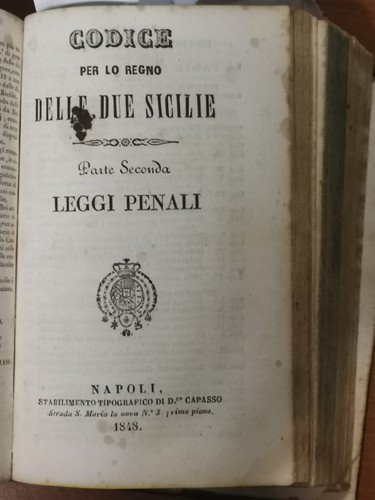 CODICE
PER LO REGNO
DELLE DUE SICILIE
Parte Seconda
LEGGI PENALI
NAPOLI,
STABILIMENTO TIPOGRAFICO DI D.co CAPASSO
Strada S. Maria la nova N.° 3 primo piano.
1848.